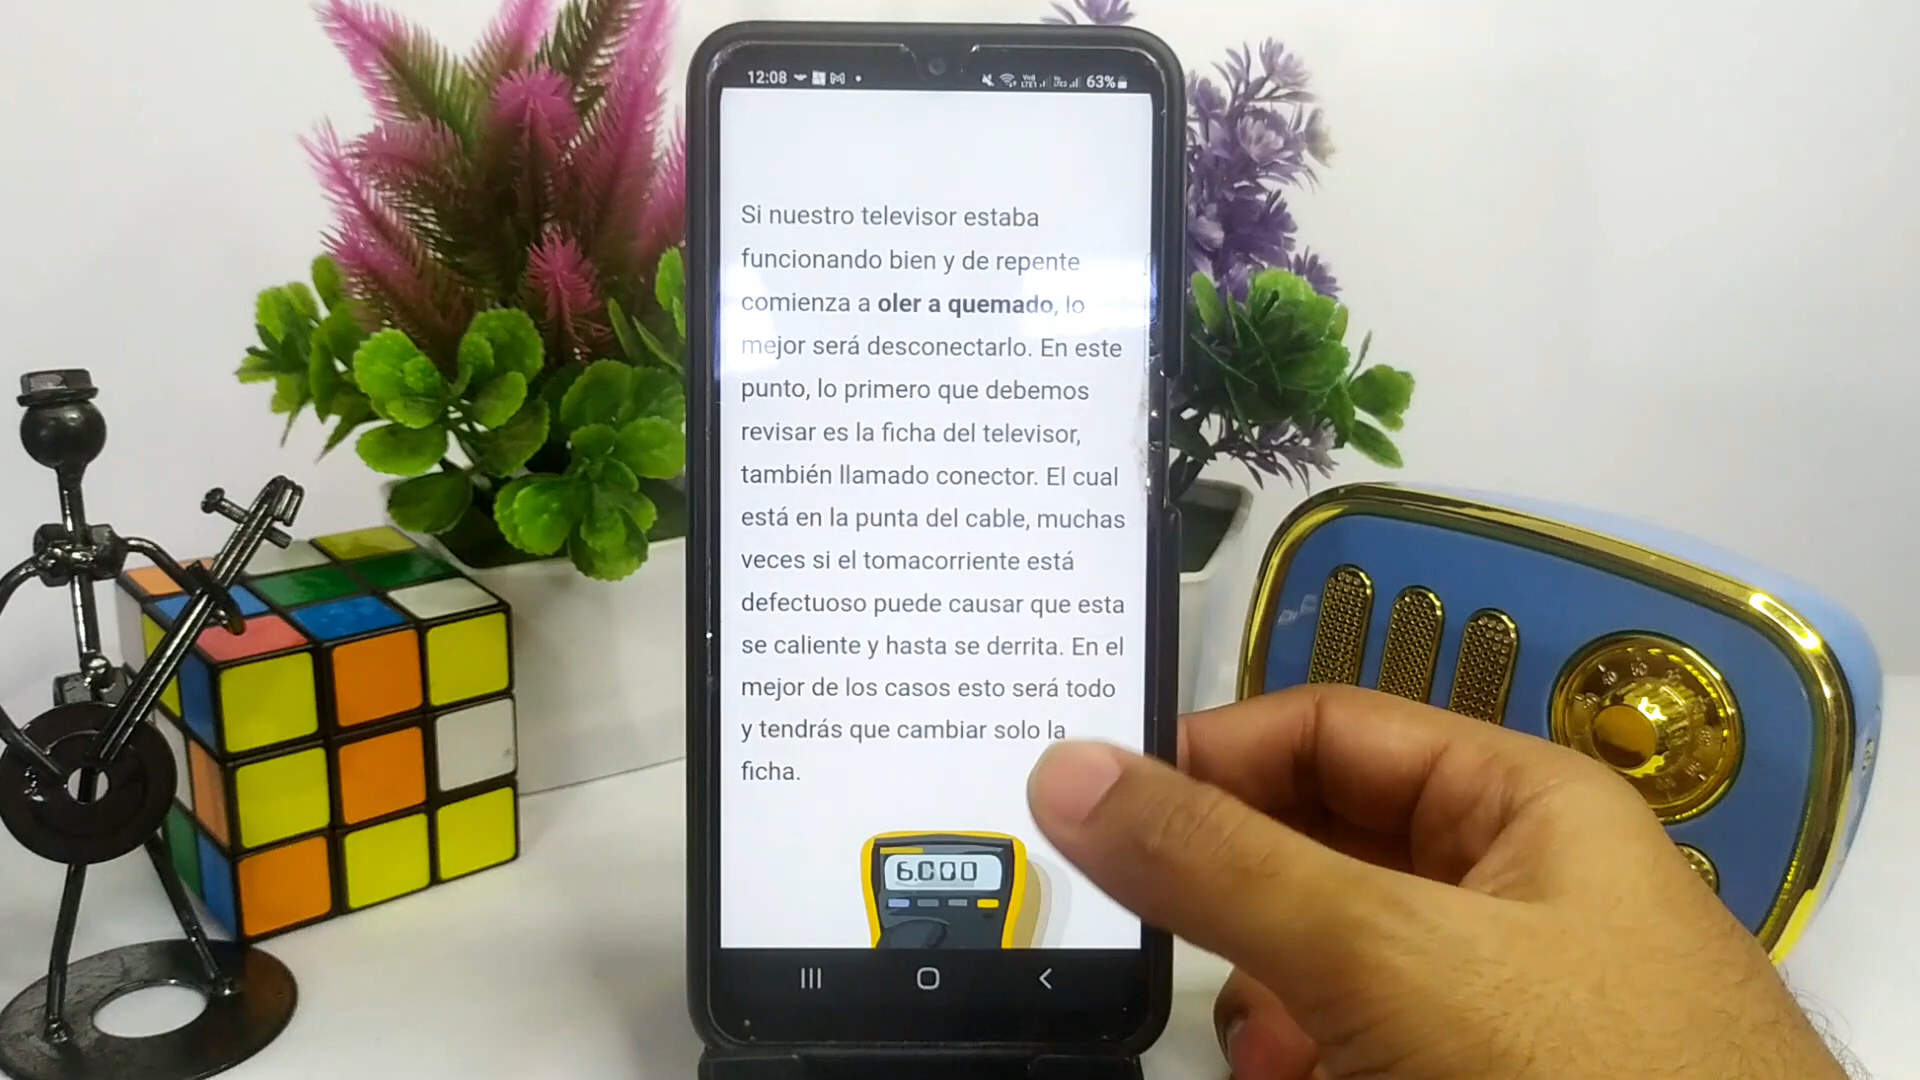 12:08
63%
Si nuestro televisor estaba
funcionando bien y de repente
comienza a oler a quemado, lo
mejor será desconectarlo. En este
punto, lo primero que debemos
revisar es la ficha del televisor,
también llamado conector. El cual
está en la punta del cable, muchas
veces si el tomacorriente está
defectuoso puede causar que esta
se caliente y hasta se derrita. En el
mejor de los casos esto será todo
y tendrás que cambiar solo la
ficha.
6.000